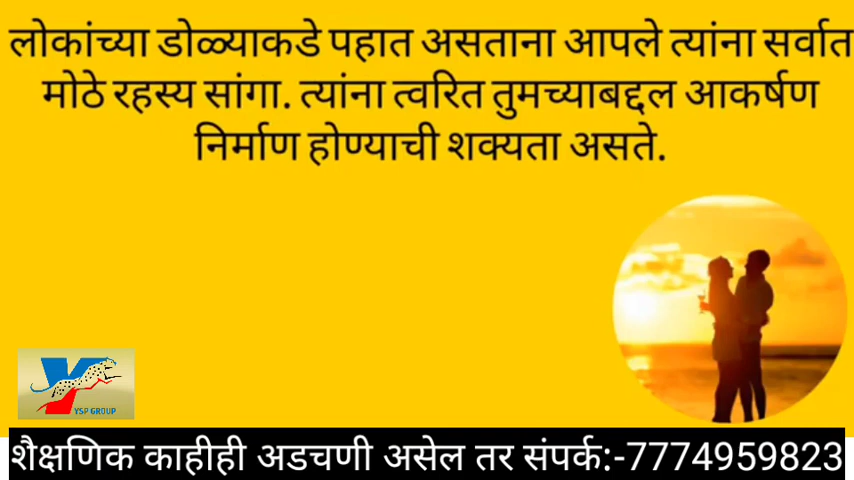 लोकांच्या डोळ्याकडे पहात असताना आपले त्यांना सर्वात
मोठे रहस्य सांगा. त्यांना त्वरित तुमच्याबद्दल आकर्षण
निर्माण होण्याची शक्यता असते.
YSP GROUP
शैक्षणिक काहीही अडचणी असेल तर संपर्क:-7774959823